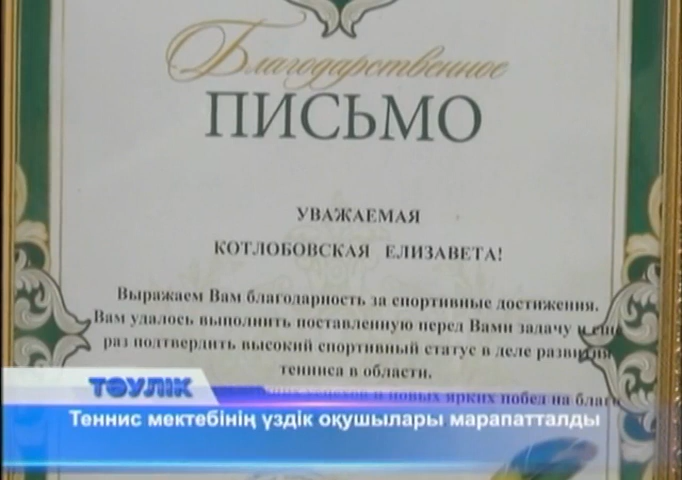 Благодарственное
ПИСЬМО
УВАЖАЕМАЯ
КОТЛОБОВСКАЯ ЕЛИЗАВЕТА!
Выражаем Вам благодарность за спортивные достижения.
Вам удалось выполнить поставленную перед Вами задачу и еще
раз подтвердить высокий спортивный статус в деле развития
тенниса в области.
успехов и новых ярких побед на благо
ТӘУЛІК
Теннис мектебінің үздік оқушылары марапатталды